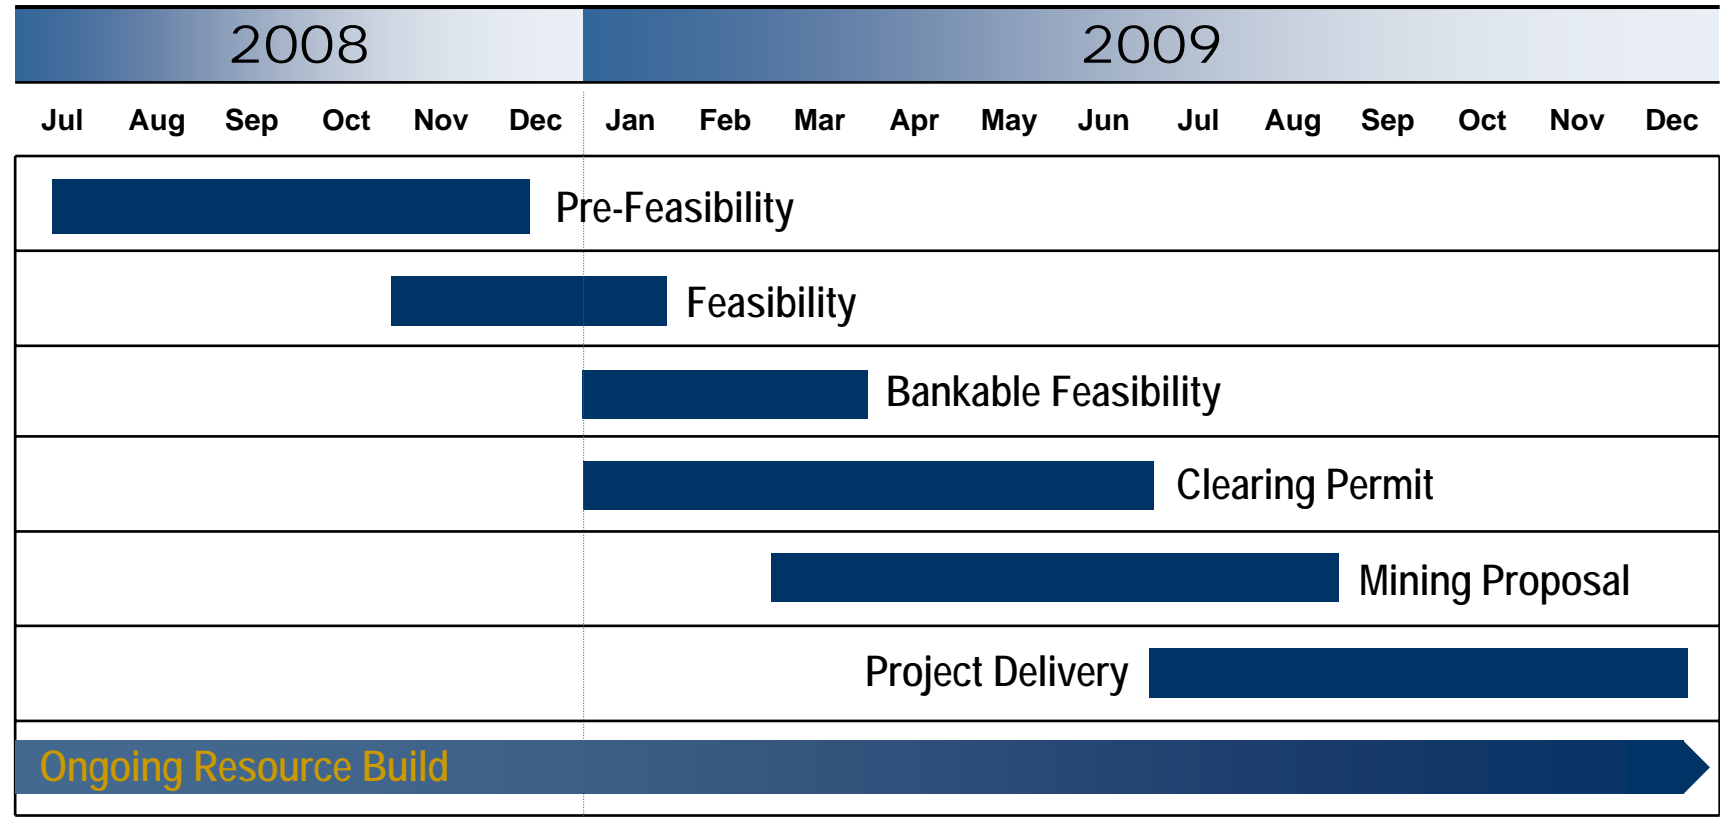 2008 2009
Jul Aug Sep Oct Nov Dec Jan Feb Mar Apr May Jun Jul Aug Sep Oct Nov Dec
Pre-Feasibility
Feasibility
Bankable Feasibility
Clearing Permit
Mining Proposal
Project Delivery
Ongoing Resource Build